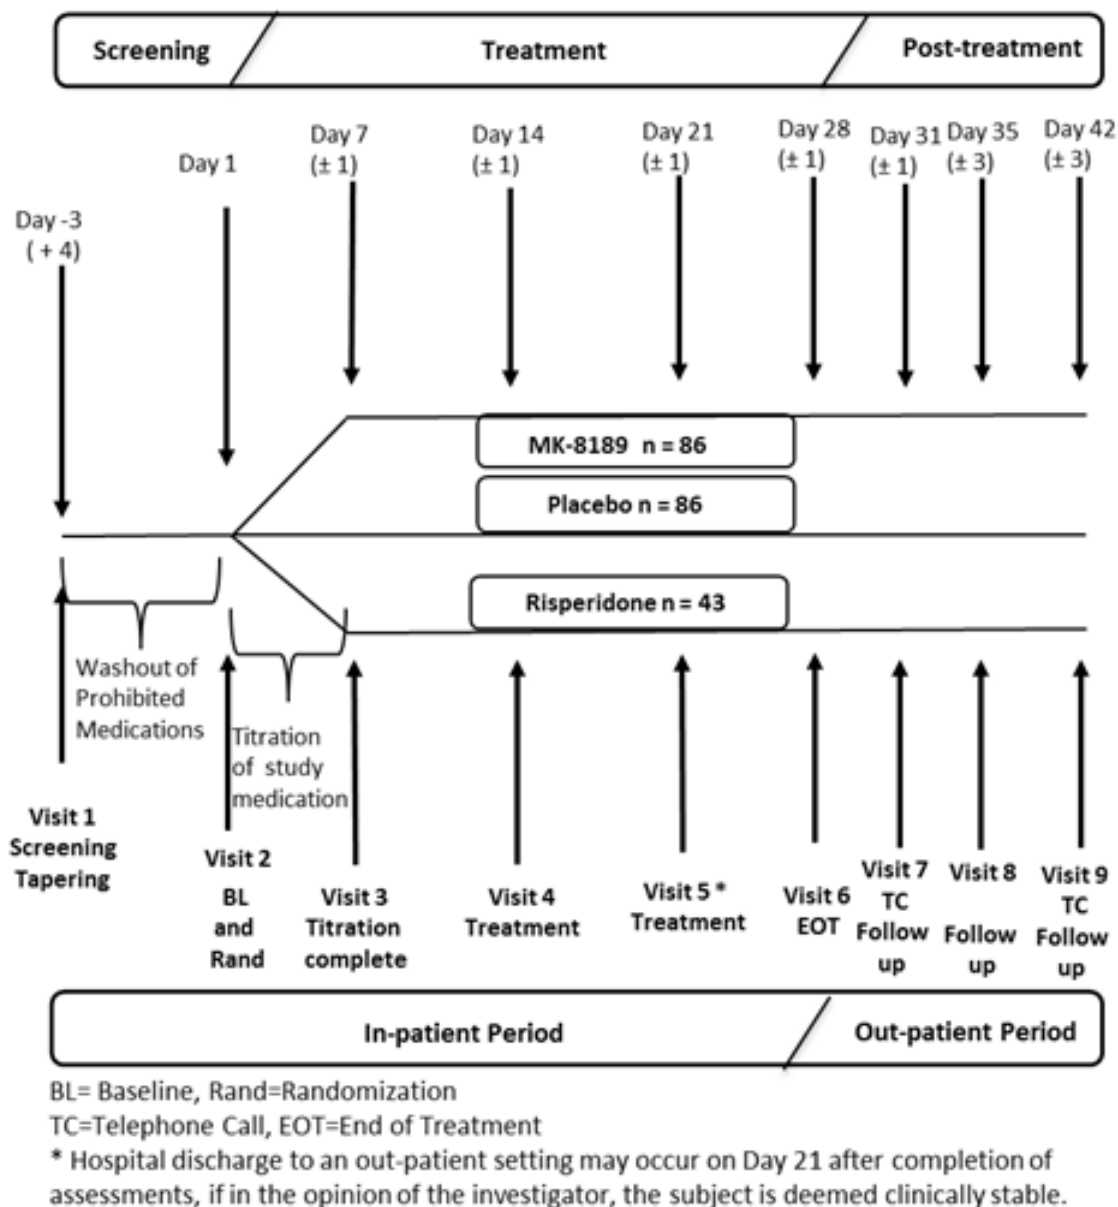 Screening
Treatment
Post-treatment
Day -3
( + 4)
Day 1
Day 7
(± 1)
Day 14
(± 1)
Day 21
(± 1)
Day 28
(± 1)
Day 31
(± 1)
Day 35
(± 3)
Day 42
(± 3)
MK-8189 n = 86
Placebo n = 86
Risperidone n = 43
Washout of
Prohibited
Medications
Titration
of study
medication
Visit 1
Screening
Tapering
Visit 2
BL
and
Rand
Visit 3
Titration
complete
Visit 4
Treatment
Visit 5 *
Treatment
Visit 6
EOT
Visit 7
TC
Follow
up
Visit 8
Follow
up
Visit 9
TC
Follow
up
In-patient Period
Out-patient Period
BL= Baseline, Rand=Randomization
TC=Telephone Call, EOT=End of Treatment
* Hospital discharge to an out-patient setting may occur on Day 21 after completion of
assessments, if in the opinion of the investigator, the subject is deemed clinically stable.